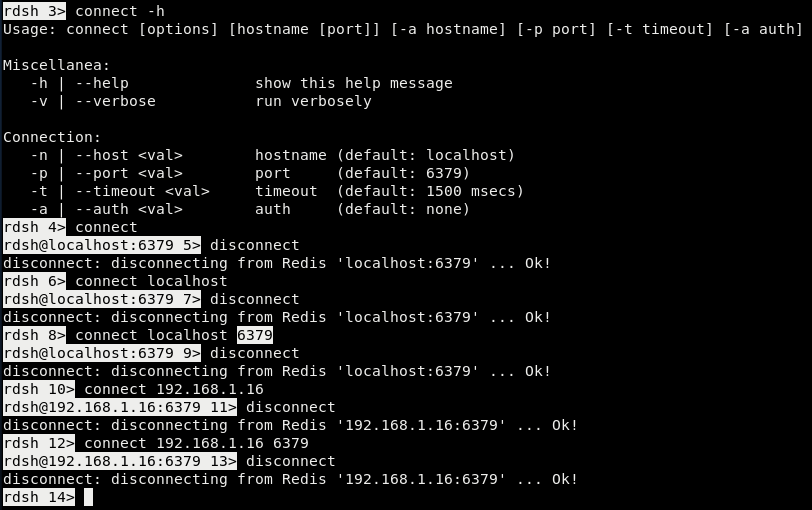 rdsh 3> connect -h
Usage: connect [options] [hostname [port]] [-a hostname] [-p port] [-t timeout] [-a auth]
Miscellanea:
-h | --help show this help message
-v | --verbose run verbosely
Connection:
-n | --host <val> hostname (default: localhost)
-p | --port <val> port (default: 6379)
-t | --timeout <val> timeout (default: 1500 msecs)
-a | --auth <val> auth (default: none)
rdsh 4> connect
rdsh@localhost:6379 5> disconnect
disconnect: disconnecting from Redis 'localhost:6379' ... Ok!
rdsh 6> connect localhost
rdsh@localhost:6379 7> disconnect
disconnect: disconnecting from Redis 'localhost:6379' ... Ok!
rdsh 8> connect localhost 6379
rdsh@localhost:6379 9> disconnect
disconnect: disconnecting from Redis 'localhost:6379' ... Ok!
rdsh 10> connect 192.168.1.16
rdsh@192.168.1.16:6379 11> disconnect
disconnect: disconnecting from Redis '192.168.1.16:6379' ... Ok!
rdsh 12> connect 192.168.1.16 6379
rdsh@192.168.1.16:6379 13> disconnect
disconnect: disconnecting from Redis '192.168.1.16:6379' ... Ok!
rdsh 14>